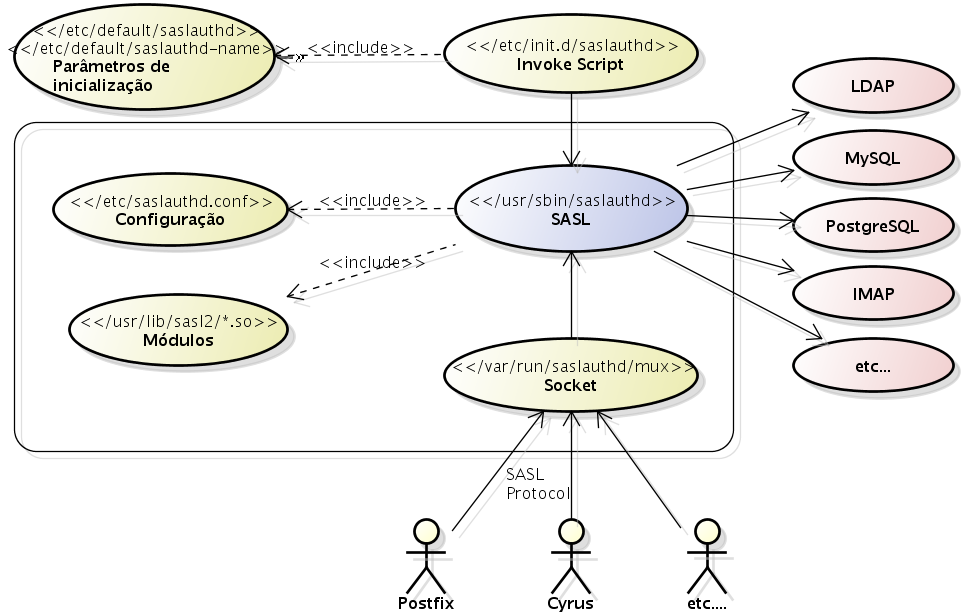 <</etc/default/saslauthd>>
<</etc/default/saslauthd-name>>
Parâmetros de
inicialização
<<include>>
<</etc/init.d/saslauthd>>
Invoke Script
LDAP
MySQL
PostgreSQL
IMAP
etc...
<</etc/saslauthd.conf>>
Configuração
<<include>>
<</usr/sbin/saslauthd>>
SASL
<<include>>
<</usr/lib/sasl2/*.so>>
Módulos
<</var/run/saslauthd/mux>>
Socket
SASL
Protocol
Postfix
Cyrus
etc....